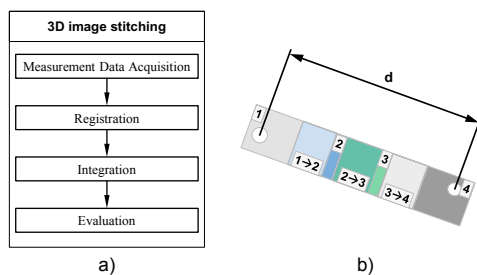 3D image stitching
Measurement Data Acquisition
Registration
Integration
Evaluation
a)
d
1
1→2
2
2→3
3
3→4
4
b)